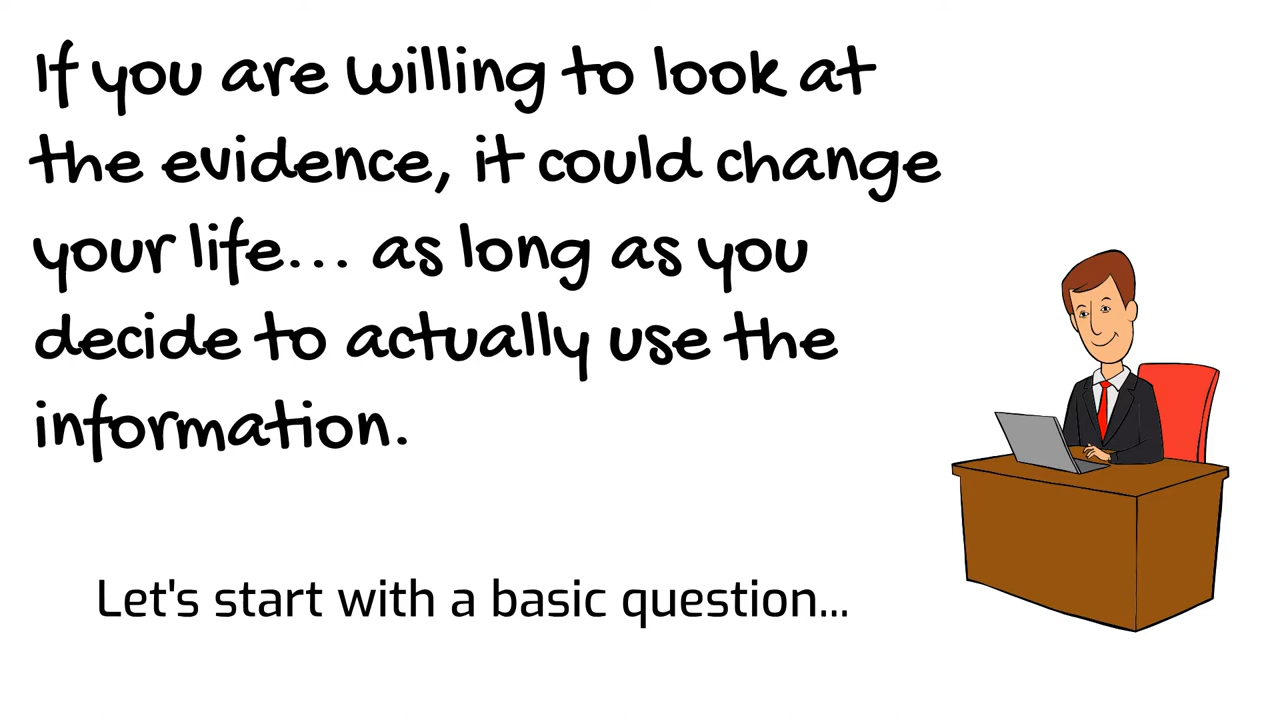 If you are willing to look at
the evidence, it could change
your life... as long as you
decide to actually use the
information.
Let's start with a basic question...